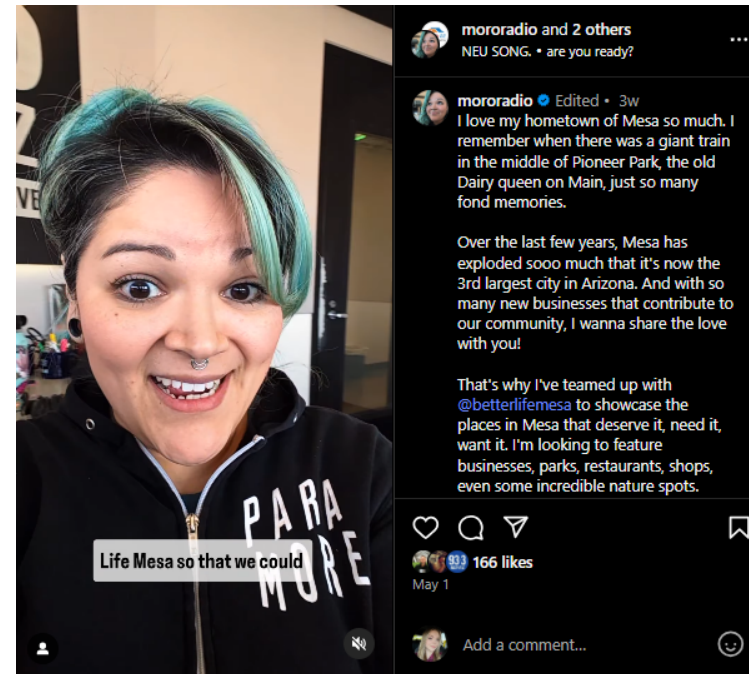 mororadio and 2 others
NEU SONG. • are you ready?
...
mororadio Edited • 3w
I love my hometown of Mesa so much. I
remember when there was a giant train
in the middle of Pioneer Park, the old
Dairy queen on Main, just so many
fond memories.
Over the last few years, Mesa has
exploded sooo much that it's now the
3rd largest city in Arizona. And with so
many new businesses that contribute to
our community, I wanna share the love
with you!
That's why I've teamed up with
@betterlifemesa to showcase the
places in Mesa that deserve it, need it,
want it. I'm looking to feature
businesses, parks, restaurants, shops,
even some incredible nature spots.
PARA
MORE
Life Mesa so that we could
93.3
166 likes
May 1
Add a comment...